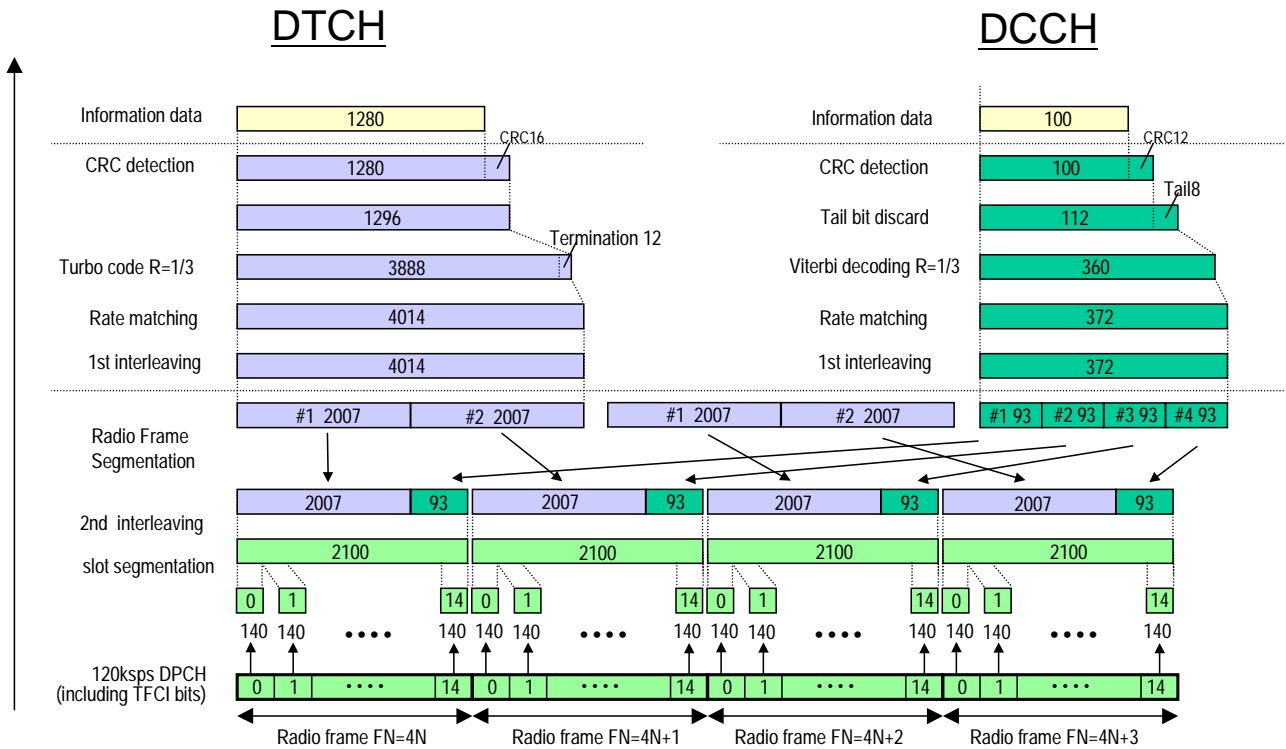 DTCH DCCH
Information data 1280 Information data 100
CRC16 CRC12
CRC detection 1280 CRC detection 100
Tail8
1296 Tail bit discard 112
Termination 12
Turbo code R=1/3 3888 Viterbi decoding R=1/3 360
Rate matching 4014 Rate matching 372
1st interleaving 4014 1st interleaving 372
#1 2007 #2 2007 #1 2007 #2 2007 #1 93 #2 93 #3 93 #4 93
Radio Frame
Segmentation
2007 93 2007 93 2007 93 2007 93
2nd interleaving
2100 2100 2100 2100
slot segmentation
0 1 14 0 1 14 0 1 14 0 1 14
140 140 •••• 140 140 140 •••• 140 140 140 •••• 140 140 140 •••• 140
120ksps DPCH
(including TFCI bits)
0 1 •••• 14 0 1 •••• 14 0 1 •••• 14 0 1 •••• 14
Radio frame FN=4N Radio frame FN=4N+1 Radio frame FN=4N+2 Radio frame FN=4N+3